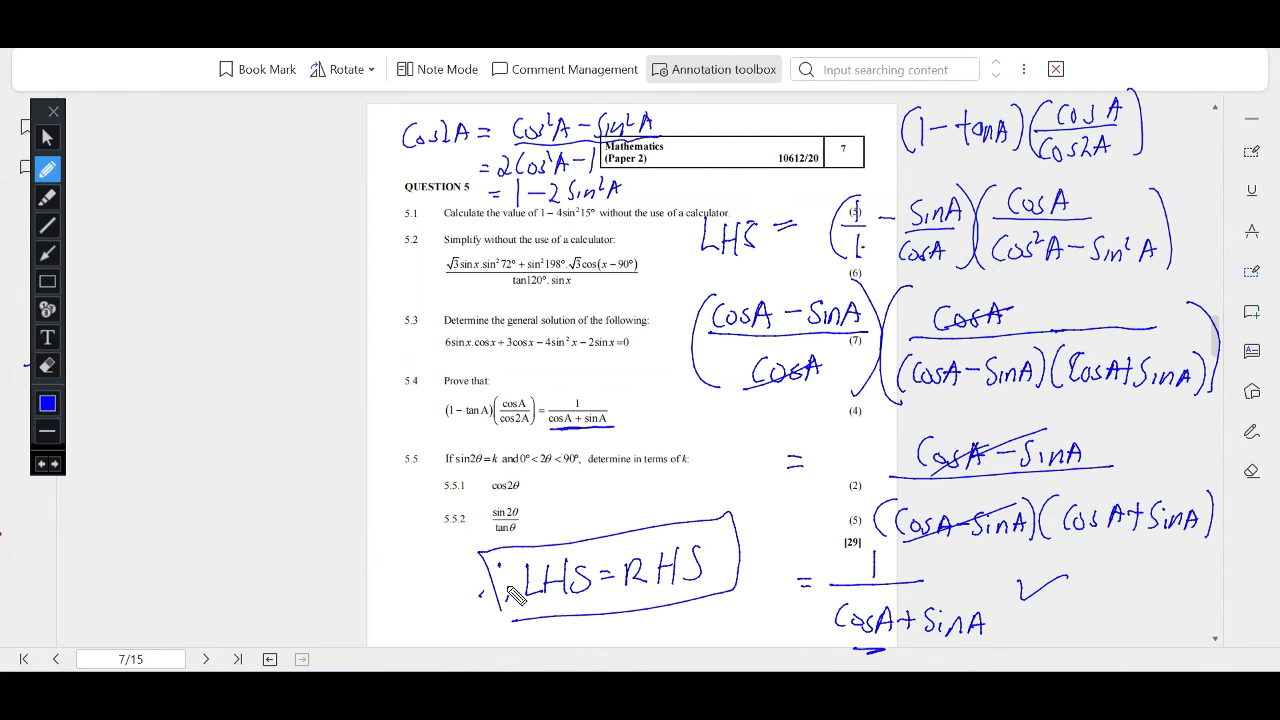 Book Mark Rotate Note Mode Comment Management Annotation toolbox Input searching content
Cos2A = Cos²A − Sin²A
= 2Cos²A − 1
= 1 − 2Sin²A
Mathematics
(Paper 2) 10612/20 7
(1 − tanA)(CosA/Cos2A)
QUESTION 5
5.1 Calculate the value of 1 − 4sin²15° without the use of a calculator. (5)
LHS = (1/1 − SinA/CosA)(CosA/Cos²A − Sin²A)
5.2 Simplify without the use of a calculator:
√3 sin x.sin²72° + sin²198°.√3 cos(x − 90°)
tan120°. sin x
(6)
(CosA − SinA/CosA)(CosA/(CosA − SinA)(CosA + SinA))
5.3 Determine the general solution of the following:
6sin x.cos x + 3cos x − 4sin² x − 2sin x = 0 (7)
5.4 Prove that:
(1 − tan A)(cosA/cos2A) = 1/cosA + sinA (4)
= CosA − SinA
(CosA − SinA)(CosA + SinA)
5.5 If sin2θ = k and 0° < 2θ < 90°, determine in terms of k:
5.5.1 cos2θ (2)
5.5.2 sin2θ/tanθ (5)
[29]
∴ LHS = RHS
= 1/CosA + SinA ✓
7/15